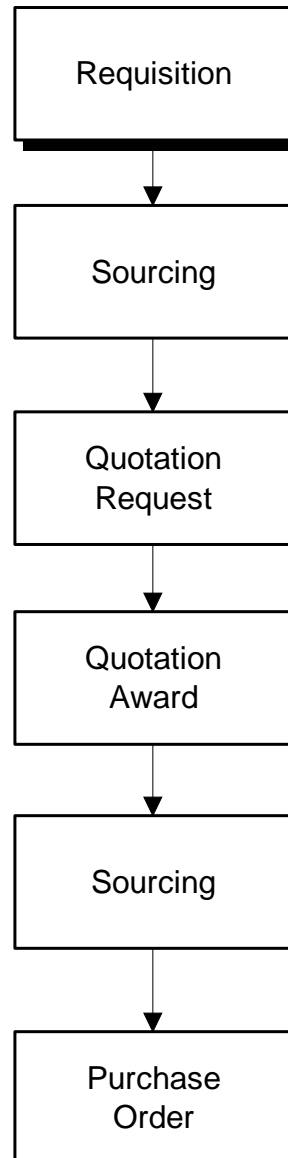 Requisition
Sourcing
Quotation
Request
Quotation
Award
Sourcing
Purchase
Order